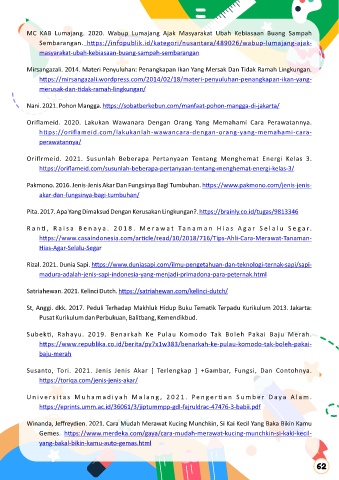 MC KAB Lumajang. 2020. Wabup Lumajang Ajak Masyarakat Ubah Kebiasaan Buang Sampah
Sembarangan. https://infopublik.id/kategori/nusantara/489026/wabup-lumajang-ajak-
masyarakat-ubah-kebiasaan-buang-sampah-sembarangan
Mirsangazali. 2014. Materi Penyuluhan: Penangkapan Ikan Yang Mersak Dan Tidak Ramah Lingkungan.
https://mirsangazali.wordpress.com/2014/02/18/materi-penyuluhan-penangkapan-ikan-yang-
merusak-dan-tidak-ramah-lingkungan/
Nani. 2021. Pohon Mangga. https://sobatberkebun.com/manfaat-pohon-mangga-di-jakarta/
Oriflameid. 2020. Lakukan Wawanara Dengan Orang Yang Memahami Cara Perawatannya.
https://oriflameid.com/lakukanlah-wawancara-dengan-orang-yang-memahami-cara-
perawatannya/
Oriflrmeid. 2021. Susunlah Beberapa Pertanyaan Tentang Menghemat Energi Kelas 3.
https://oriflameid.com/susunlah-beberapa-pertanyaan-tentang-menghemat-energi-kelas-3/
Pakmono. 2016. Jenis-Jenis Akar Dan Fungsinya Bagi Tumbuhan. https://www.pakmono.com/jenis-jenis-
akar-dan-fungsinya-bagi-tumbuhan/
Pita. 2017. Apa Yang Dimaksud Dengan Kerusakan Lingkungan?. https://brainly.co.id/tugas/9813346
Ranti, Raisa Benaya. 2018. Merawat Tanaman Hias Agar Selalu Segar.
https://www.casaindonesia.com/article/read/10/2018/716/Tips-Ahli-Cara-Merawat-Tanaman-
Hias-Agar-Selalu-Segar
Rizal. 2021. Dunia Sapi. https://www.duniasapi.com/ilmu-pengetahuan-dan-teknologi-ternak-sapi/sapi-
madura-adalah-jenis-sapi-indonesia-yang-menjadi-primadona-para-peternak.html
Satriahewan. 2021. Kelinci Dutch. https://satriahewan.com/kelinci-dutch/
St, Anggi. dkk. 2017. Peduli Terhadap Makhluk Hidup Buku Tematik Terpadu Kurikulum 2013. Jakarta:
Pusat Kurikulum dan Perbukuan, Balitbang, Kemendikbud.
Subekti, Rahayu. 2019. Benarkah Ke Pulau Komodo Tak Boleh Pakai Baju Merah.
https://www.republika.co.id/berita/py7x1w383/benarkah-ke-pulau-komodo-tak-boleh-pakai-
baju-merah
Susanto, Tori. 2021. Jenis Jenis Akar [ Terlengkap ] +Gambar, Fungsi, Dan Contohnya.
https://toriqa.com/jenis-jenis-akar/
Universitas Muhamadiyah Malang, 2021. Pengertian Sumber Daya Alam.
https://eprints.umm.ac.id/36061/3/jiptummpp-gdl-fajruldrac-47476-3-babii.pdf
Winanda, Jeffreydien. 2021. Cara Mudah Merawat Kucing Munchkin, Si Kai Kecil Yang Baka Bikin Kamu
Gemes. https://www.merdeka.com/gaya/cara-mudah-merawat-kucing-munchkin-si-kaki-kecil-
yang-bakal-bikin-kamu-auto-gemas.html
62